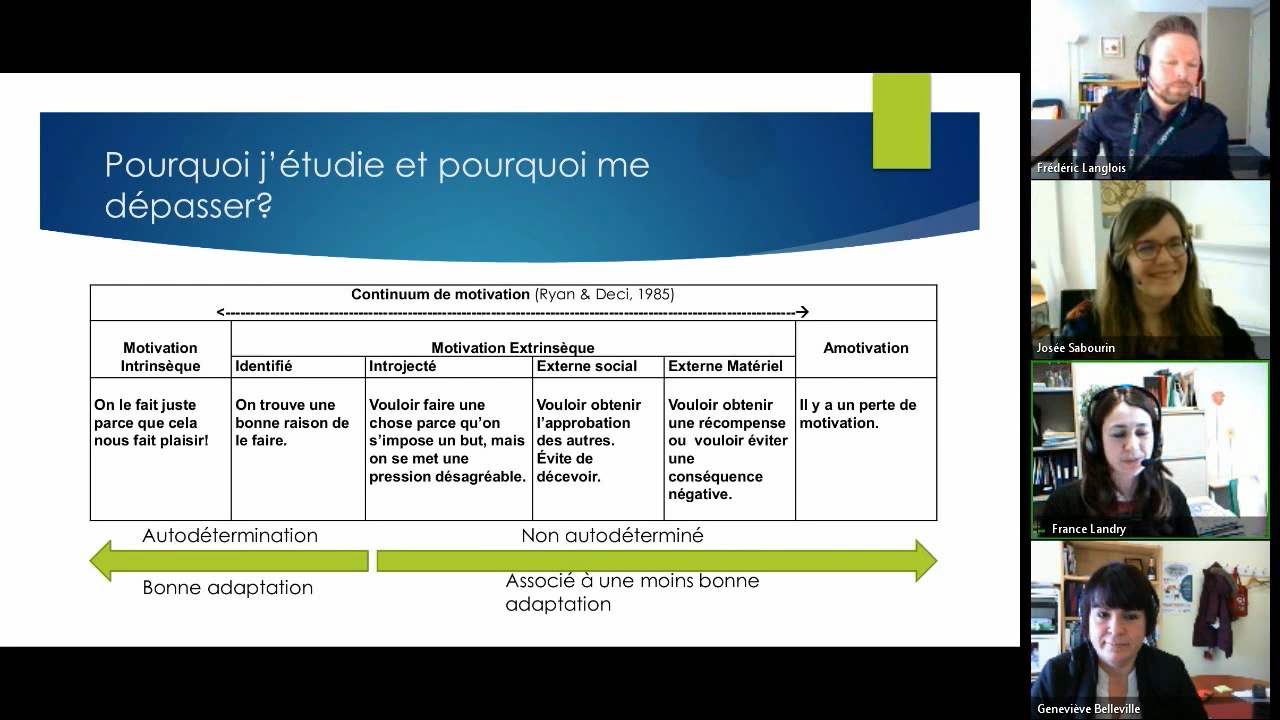 Pourquoi j'étudie et pourquoi me
dépasser?
Continuum de motivation (Ryan & Deci, 1985)
Motivation
Intrinsèque
Motivation Extrinsèque
Amotivation
Identifié
Introjecté
Externe social
Externe Matériel
On le fait juste
parce que cela
nous fait plaisir!
On trouve une
bonne raison de
le faire.
Vouloir faire une
chose parce qu'on
s'impose un but, mais
on se met une
pression désagréable.
Vouloir obtenir
l'approbation
des autres.
Évite de
décevoir.
Vouloir obtenir
une récompense
ou vouloir éviter
une
conséquence
négative.
Il y a un perte de
motivation.
Autodétermination
Non autodéterminé
Bonne adaptation
Associé à une moins bonne
adaptation
Frédéric Langlois
Josée Sabourin
France Landry
Geneviève Belleville